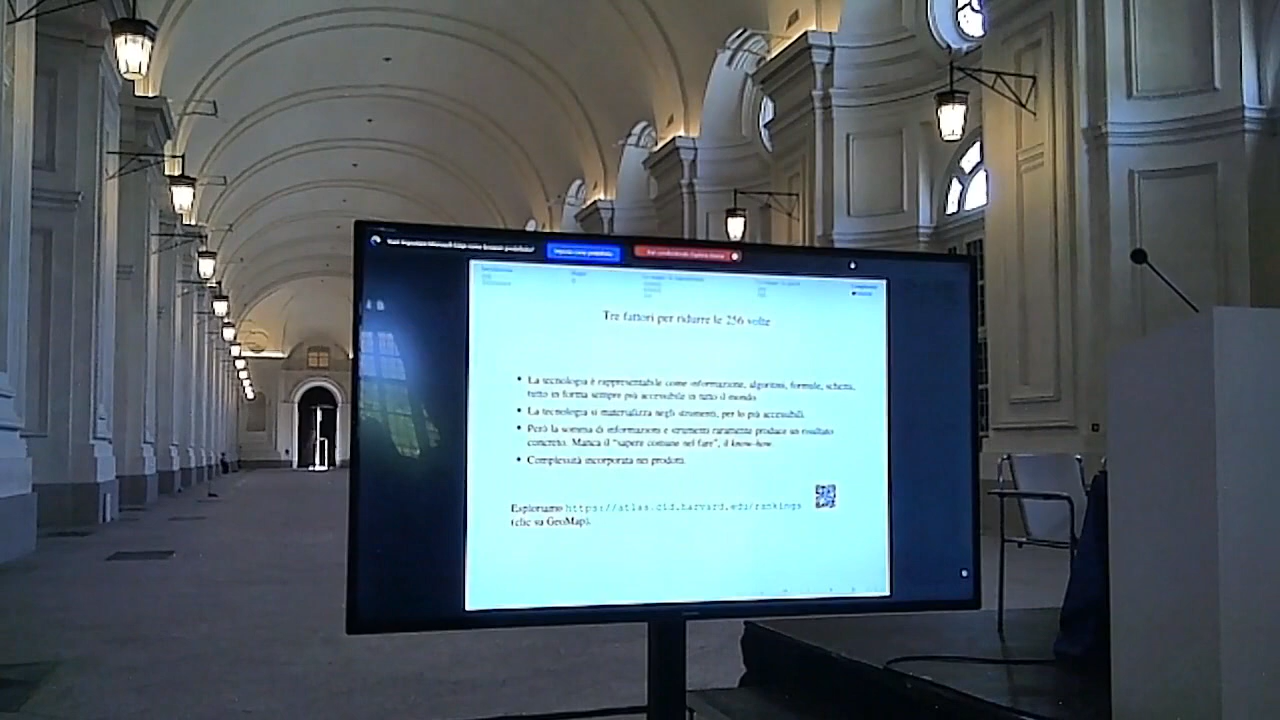 Tre fattori per ridurre le 256 volte
• La tecnologia è rappresentabile come informazione, algoritmi, formule, schemi,
tutto in forma sempre più accessibile in tutto il mondo.
• La tecnologia si materializza negli strumenti, per lo più accessibili.
• Però la somma di informazioni e strumenti raramente produce un risultato
concreto. Manca il “sapere comune nel fare”, il know-how.
• Complessità incorporata nei prodotti.
Esploriamo https://atlas.cid.harvard.edu/rankings
(clic su GeoMap).